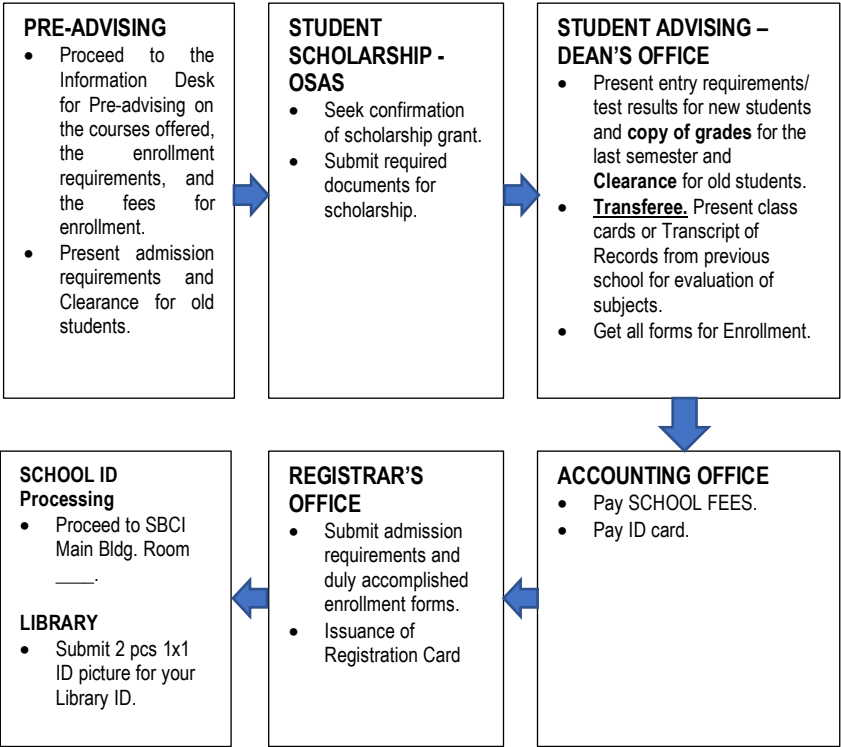 PRE-ADVISING
• Proceed to the
Information Desk
for Pre-advising on
the courses offered,
the enrollment
requirements, and
the fees for
enrollment.
• Present admission
requirements and
Clearance for old
students.
STUDENT
SCHOLARSHIP -
OSAS
• Seek confirmation
of scholarship grant.
• Submit required
documents for
scholarship.
STUDENT ADVISING –
DEAN’S OFFICE
• Present entry requirements/
test results for new students
and copy of grades for the
last semester and
Clearance for old students.
• Transferee. Present class
cards or Transcript of
Records from previous
school for evaluation of
subjects.
• Get all forms for Enrollment.
ACCOUNTING OFFICE
• Pay SCHOOL FEES.
• Pay ID card.
REGISTRAR’S
OFFICE
• Submit admission
requirements and
duly accomplished
enrollment forms.
• Issuance of
Registration Card
SCHOOL ID
Processing
• Proceed to SBCI
Main Bldg. Room
____.
LIBRARY
• Submit 2 pcs 1x1
ID picture for your
Library ID.